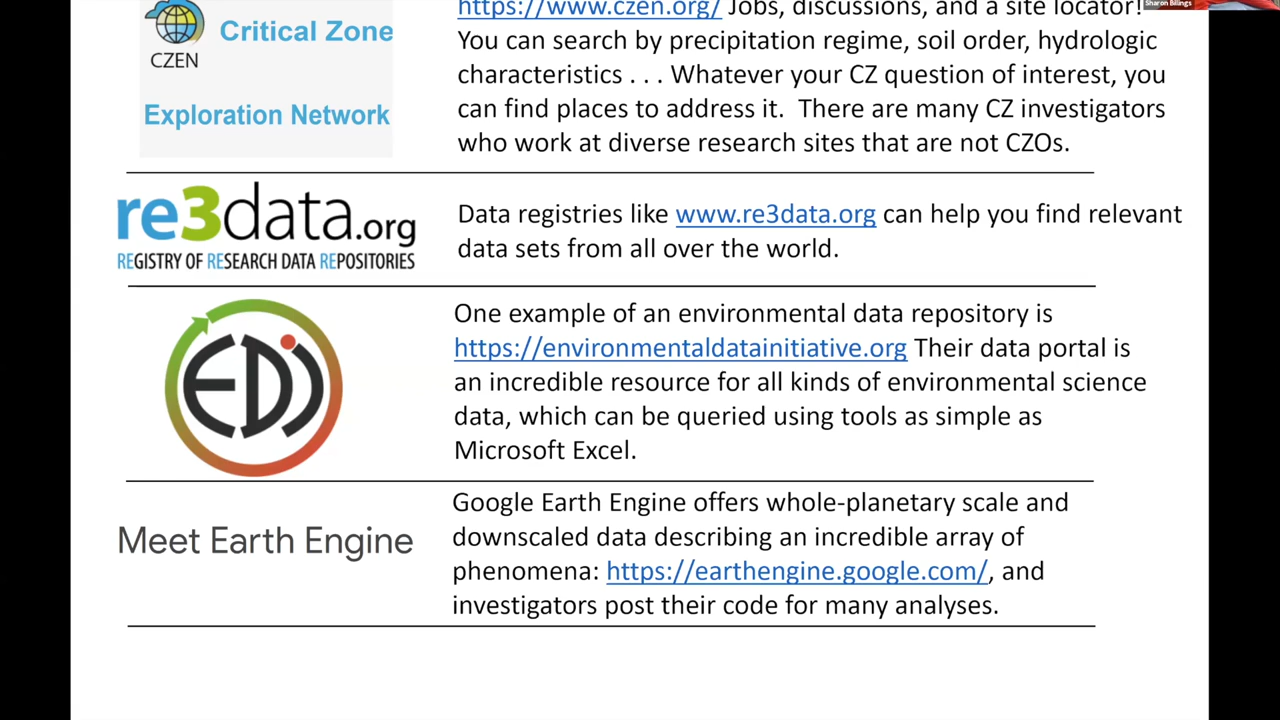 https://www.czen.org/ Jobs, discussions, and a site locator!
Sharon Billings
Critical Zone
CZEN
Exploration Network
You can search by precipitation regime, soil order, hydrologic
characteristics . . . Whatever your CZ question of interest, you
can find places to address it.  There are many CZ investigators
who work at diverse research sites that are not CZOs.
re3data.org
REGISTRY OF RESEARCH DATA REPOSITORIES
Data registries like www.re3data.org can help you find relevant
data sets from all over the world.
EDI
One example of an environmental data repository is
https://environmentaldatainitiative.org Their data portal is
an incredible resource for all kinds of environmental science
data, which can be queried using tools as simple as
Microsoft Excel.
Meet Earth Engine
Google Earth Engine offers whole-planetary scale and
downscaled data describing an incredible array of
phenomena: https://earthengine.google.com/, and
investigators post their code for many analyses.